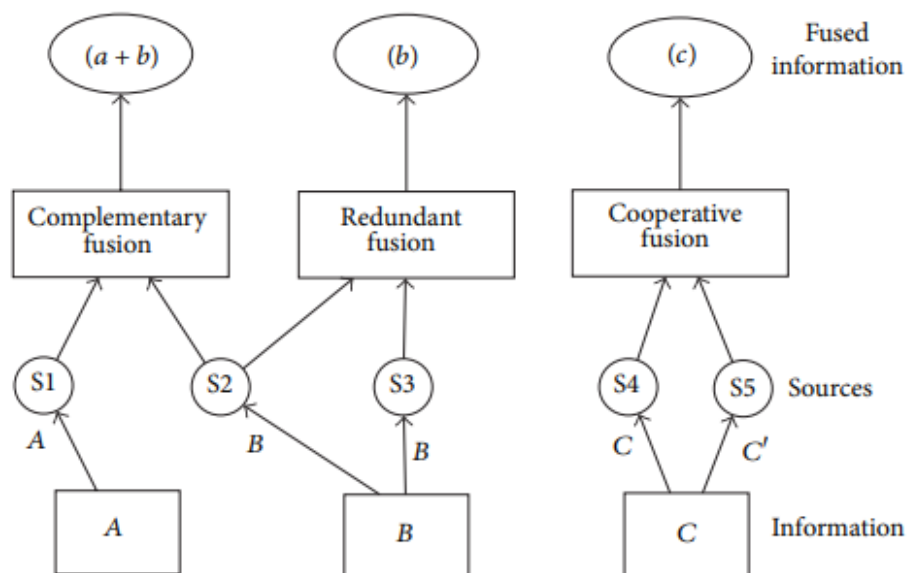 (a + b)
(b)
(c)
Fused
information
Complementary
fusion
Redundant
fusion
Cooperative
fusion
S1
S2
S3
S4
S5
Sources
A
B
B
C
C′
A
B
C
Information